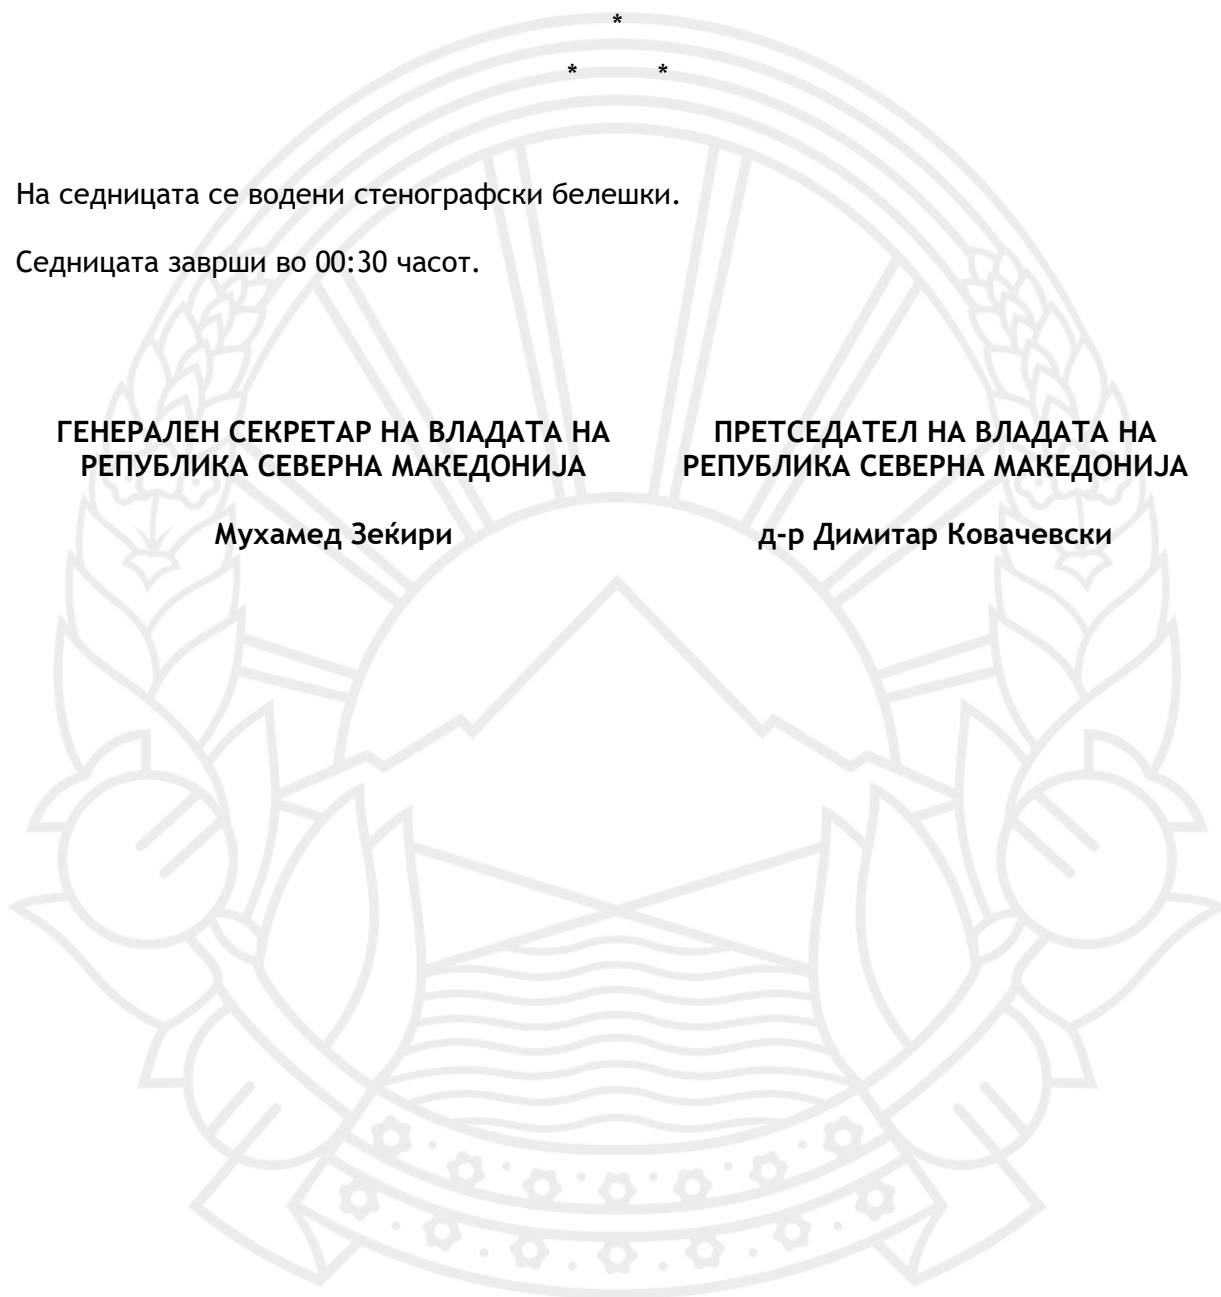 *
* *
На седницата се водени стенографски белешки.
Седницата заврши во 00:30 часот.
ГЕНЕРАЛЕН СЕКРЕТАР НА ВЛАДАТА НА
РЕПУБЛИКА СЕВЕРНА МАКЕДОНИЈА
Мухамед Зеќири
ПРЕТСЕДАТЕЛ НА ВЛАДАТА НА
РЕПУБЛИКА СЕВЕРНА МАКЕДОНИЈА
д-р Димитар Ковачевски